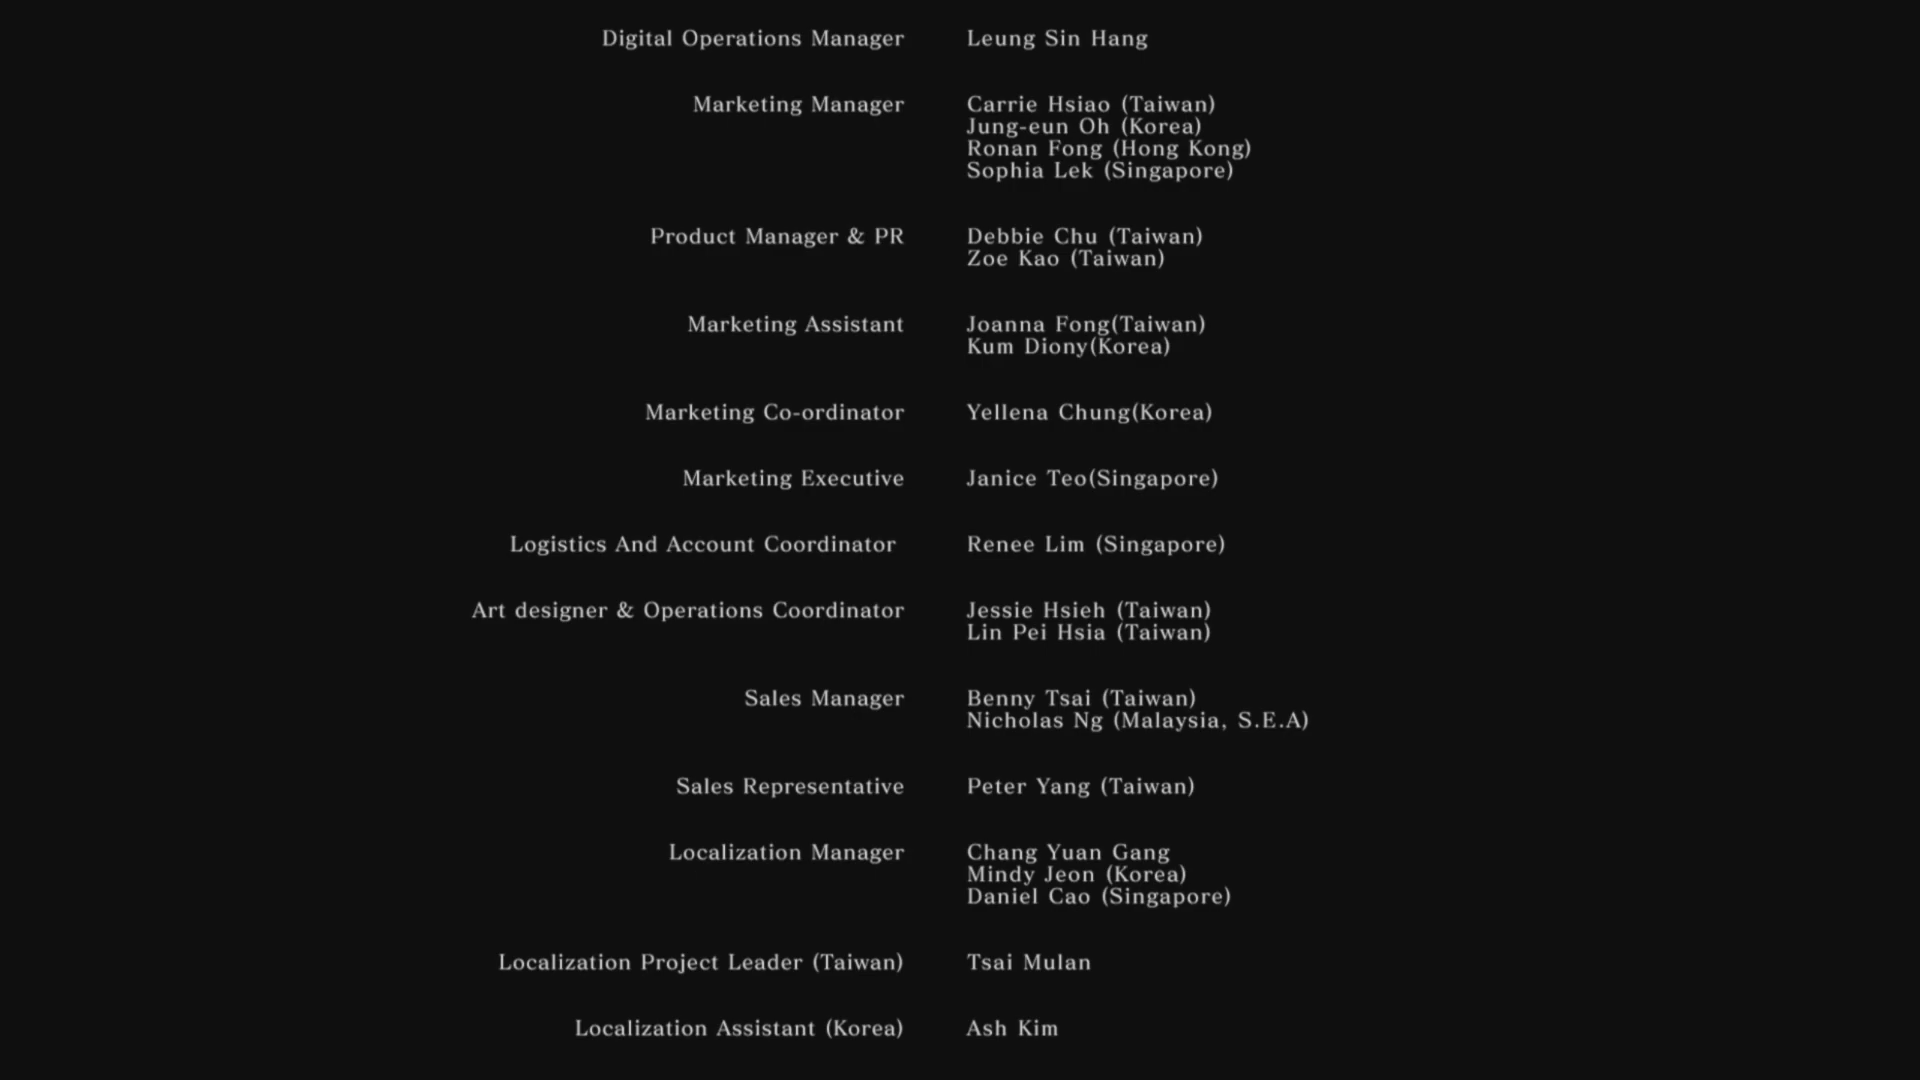 Digital Operations Manager Leung Sin Hang
Marketing Manager Carrie Hsiao (Taiwan)
Jung-eun Oh (Korea)
Ronan Fong (Hong Kong)
Sophia Lek (Singapore)
Product Manager & PR Debbie Chu (Taiwan)
Zoe Kao (Taiwan)
Marketing Assistant Joanna Fong(Taiwan)
Kum Diony(Korea)
Marketing Co-ordinator Yellena Chung(Korea)
Marketing Executive Janice Teo(Singapore)
Logistics And Account Coordinator Renee Lim (Singapore)
Art designer & Operations Coordinator Jessie Hsieh (Taiwan)
Lin Pei Hsia (Taiwan)
Sales Manager Benny Tsai (Taiwan)
Nicholas Ng (Malaysia, S.E.A)
Sales Representative Peter Yang (Taiwan)
Localization Manager Chang Yuan Gang
Mindy Jeon (Korea)
Daniel Cao (Singapore)
Localization Project Leader (Taiwan) Tsai Mulan
Localization Assistant (Korea) Ash Kim